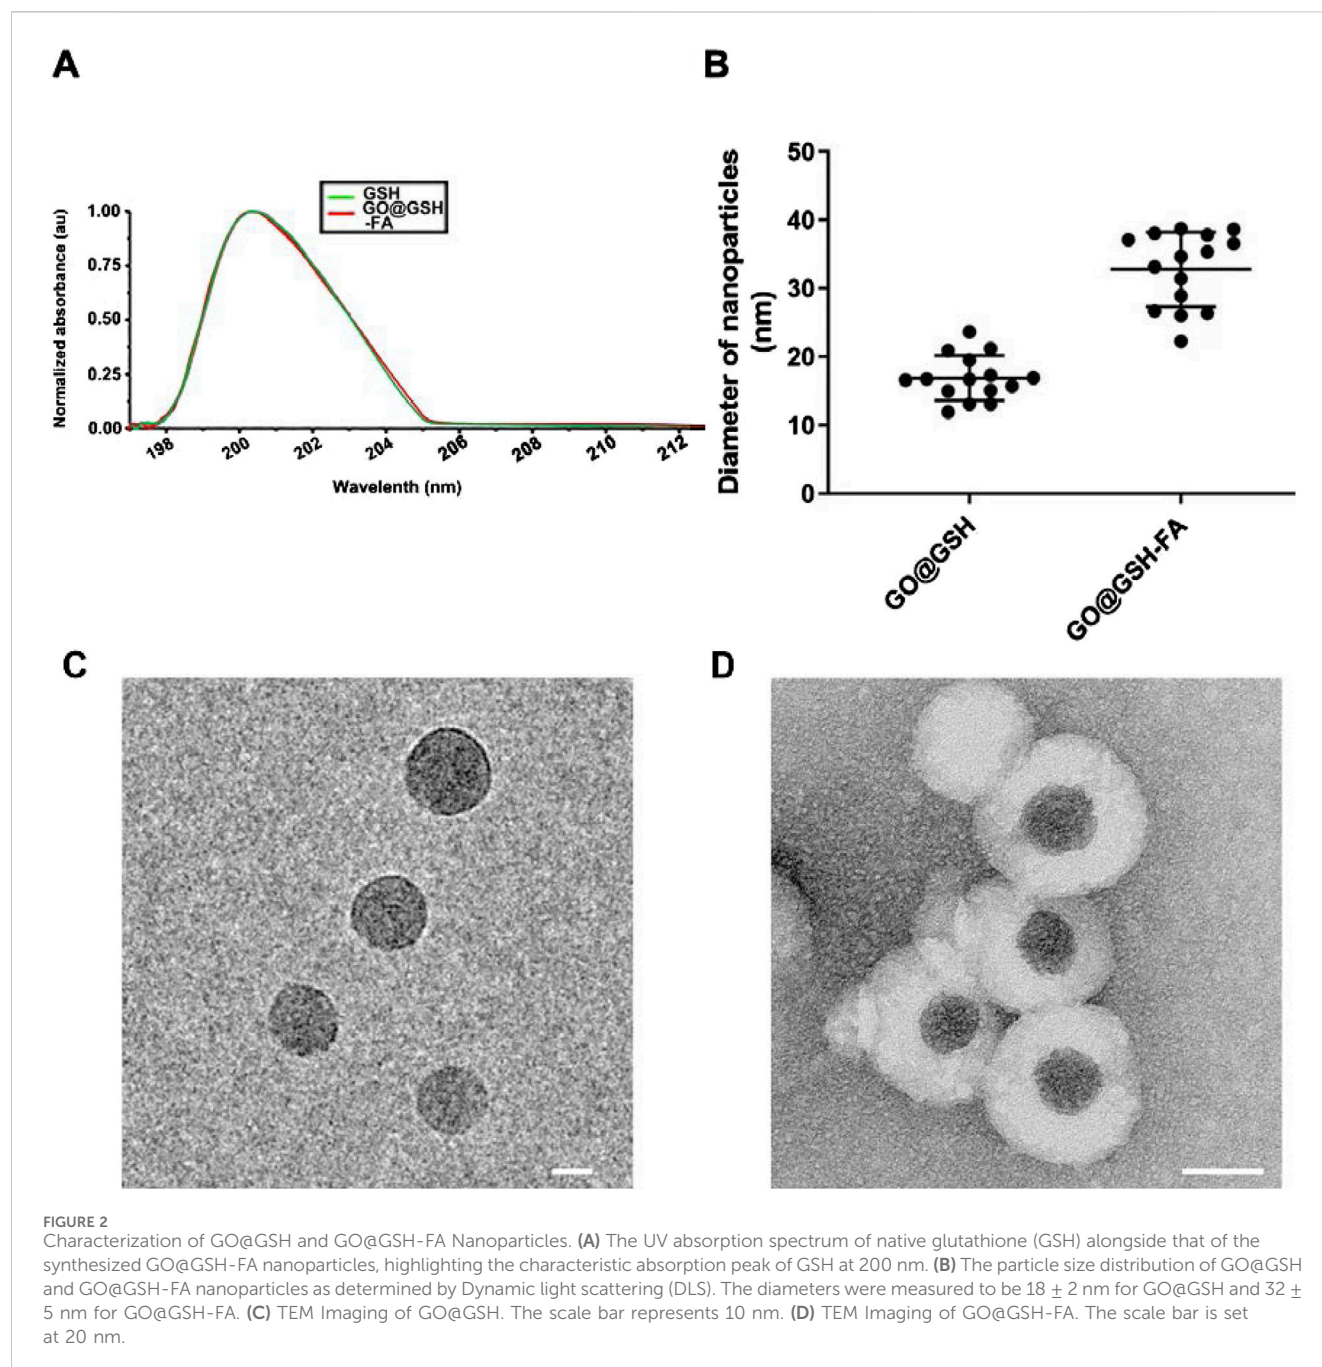 A
GSH
GO@GSH
-FA
Normalized absorbance (au)
1.00
0.75
0.50
0.25
0.00
198
200
202
204
206
208
210
212
Wavelenth (nm)
B
Diameter of nanoparticles
(nm)
50
40
30
20
10
0
GO@GSH
GO@GSH-FA
C
D
FIGURE 2
Characterization of GO@GSH and GO@GSH-FA Nanoparticles. (A) The UV absorption spectrum of native glutathione (GSH) alongside that of the
synthesized GO@GSH-FA nanoparticles, highlighting the characteristic absorption peak of GSH at 200 nm. (B) The particle size distribution of GO@GSH
and GO@GSH-FA nanoparticles as determined by Dynamic light scattering (DLS). The diameters were measured to be 18 ± 2 nm for GO@GSH and 32 ±
5 nm for GO@GSH-FA. (C) TEM Imaging of GO@GSH. The scale bar represents 10 nm. (D) TEM Imaging of GO@GSH-FA. The scale bar is set
at 20 nm.